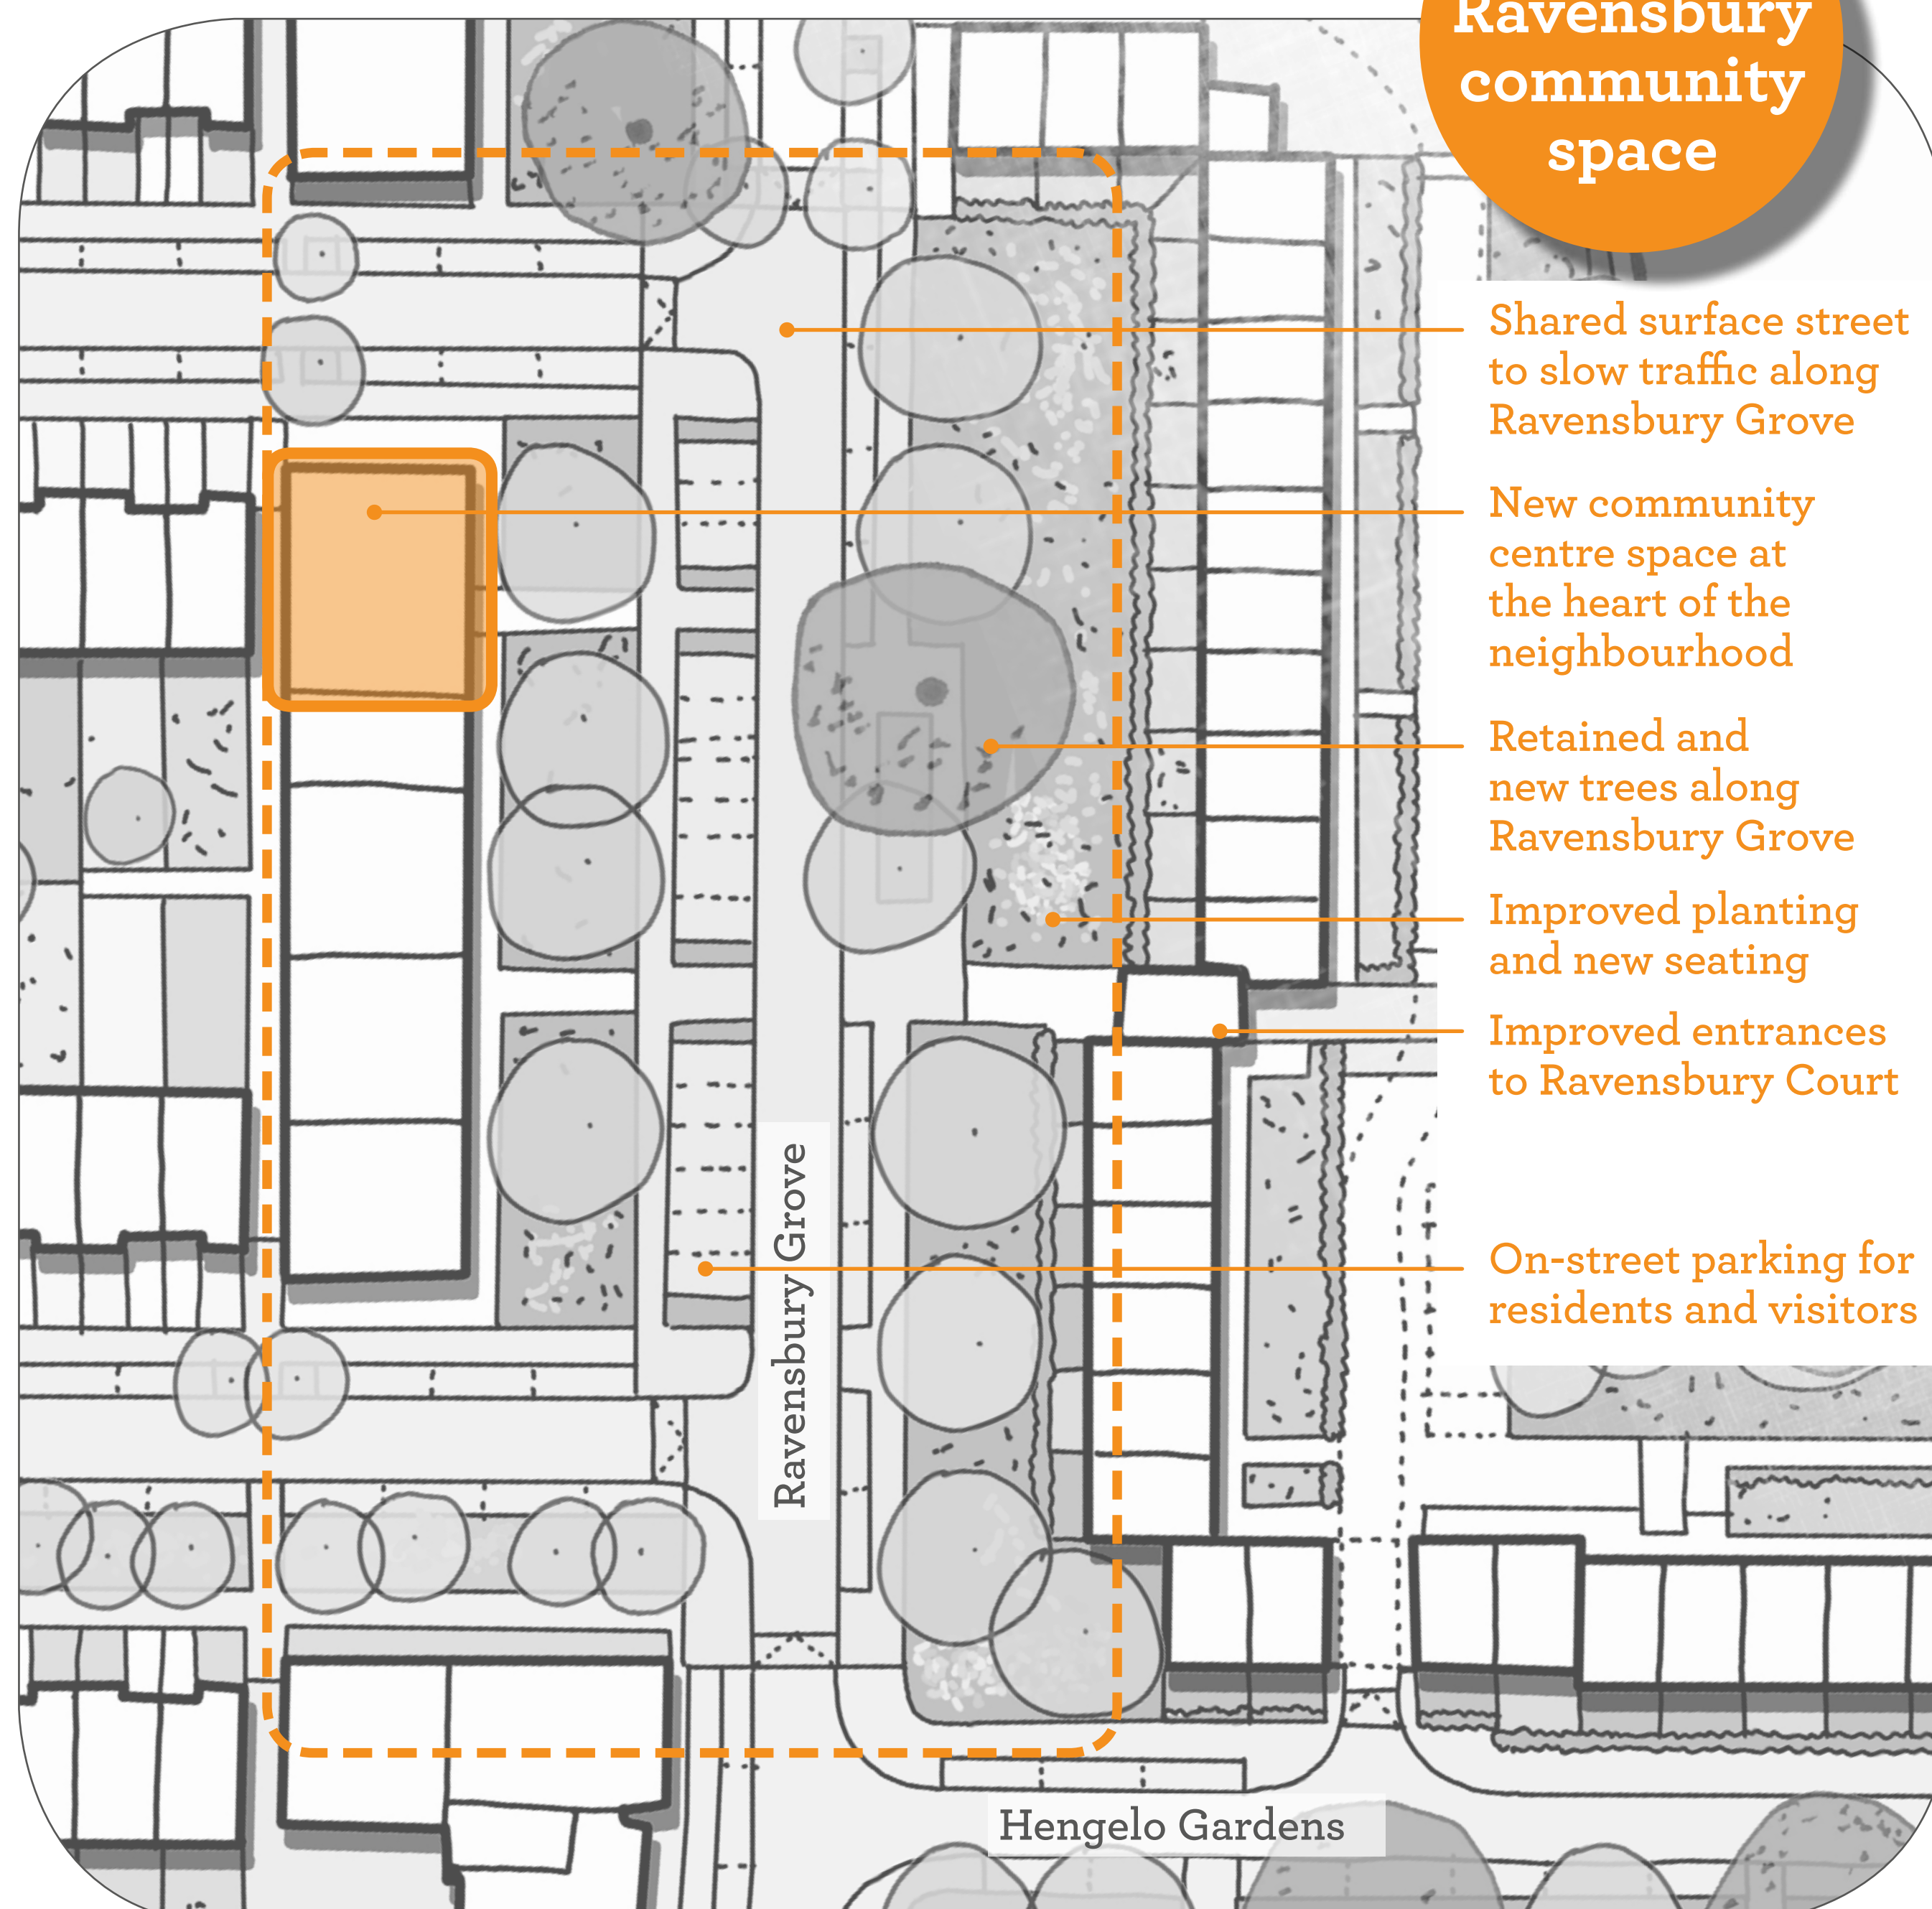 Ravensbury
community
space
Shared surface street
to slow traffic along
Ravensbury Grove
New community
centre space at
the heart of the
neighbourhood
Retained and
new trees along
Ravensbury Grove
Improved planting
and new seating
Improved entrances
to Ravensbury Court
On-street parking for
residents and visitors
Ravensbury Grove
Hengelo Gardens